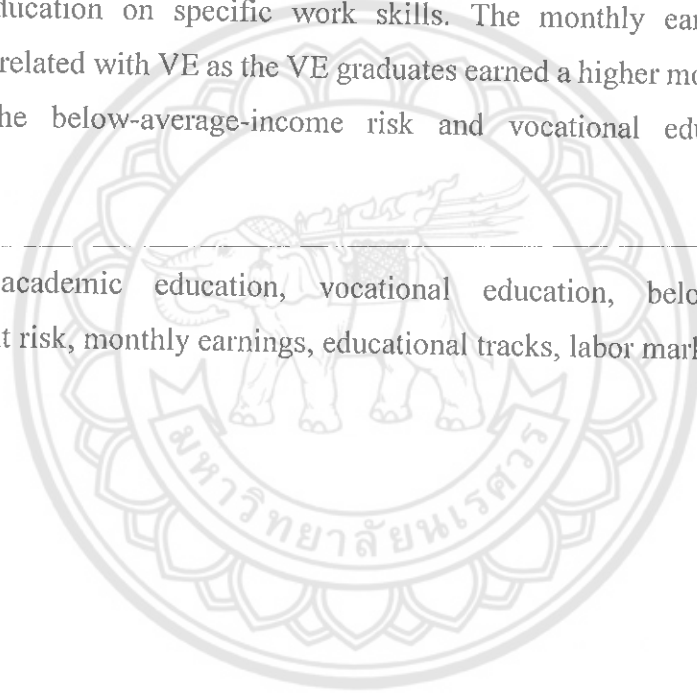 ducation on specific work skills. The monthly ear
related with VE as the VE graduates earned a higher mo
he below-average-income risk and vocational edu
academic education, vocational education, belo
t risk, monthly earnings, educational tracks, labor mark
มหาวิทยาลัยนเรศวร